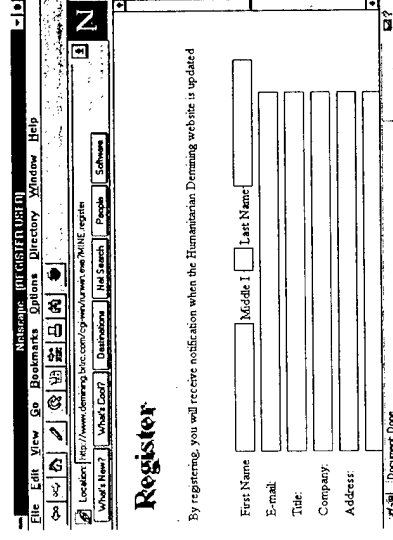 Netscape - [REGISTER.USER]
File Edit View Go Bookmarks Options Directory Window Help
N
Location: http://www.demining.brtrc.com/cgi-win/runwin.exe?MINE.register
What's New? What's Cool? Destinations Net Search People Software
Register
By registering, you will receive notification when the Humanitarian Demining website is updated
First Name Middle I Last Name
E-mail:
Title:
Company:
Address:
Document: Done